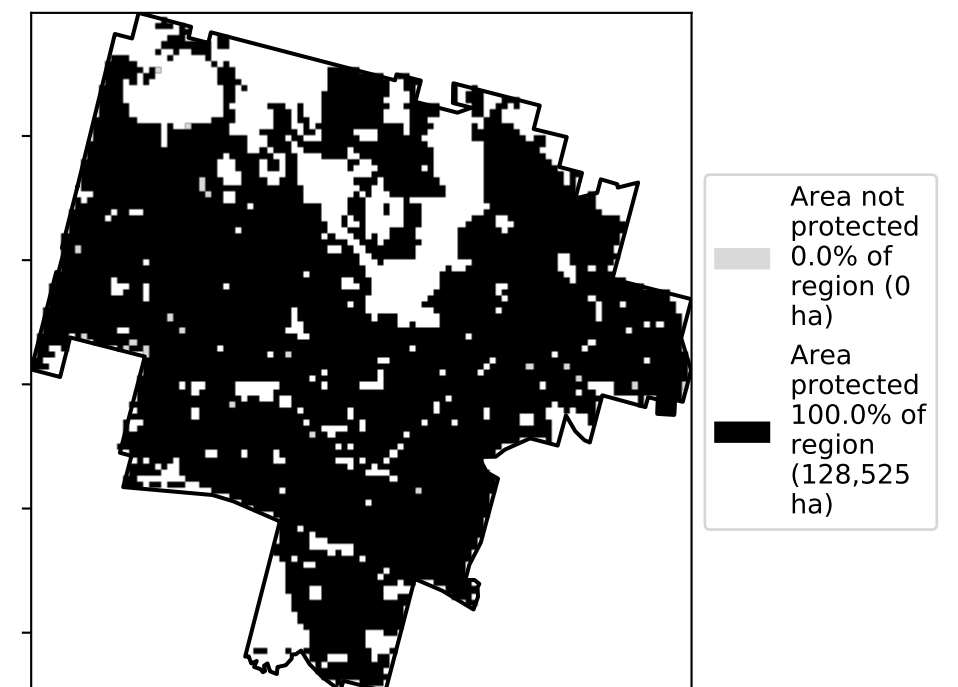 Area not
protected
0.0% of
region (0
ha)
Area
protected
100.0% of
region
(128,525
ha)